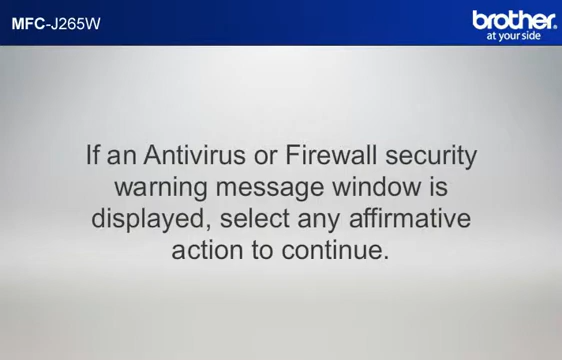 MFC-J265W
brother
at your side
If an Antivirus or Firewall security
warning message window is
displayed, select any affirmative
action to continue.